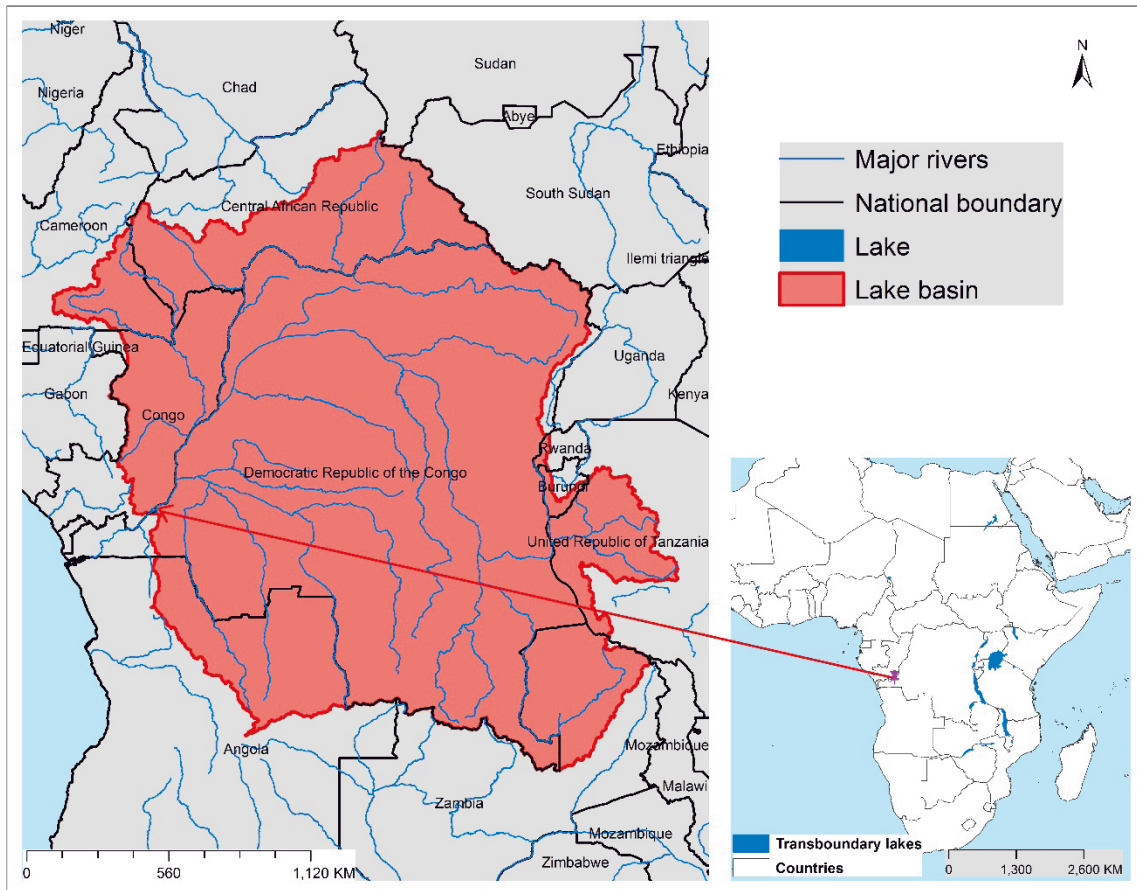 Niger
Sudan
Chad
Nigeria
Abye
Ethiopia
South Sudan
Central African Republic
Cameroon
Ilemi triangle
Equatorial Guinea
Uganda
Gabon
Kenya
Congo
Rwanda
Democratic Republic of the Congo
Burundi
United Republic of Tanzania
Angola
Mozambique
Malawi
Zambia
Mozambique
Zimbabwe
0 560 1,120 KM
N
Major rivers
National boundary
Lake
Lake basin
Transboundary lakes
Countries
0 1,300 2,600 KM